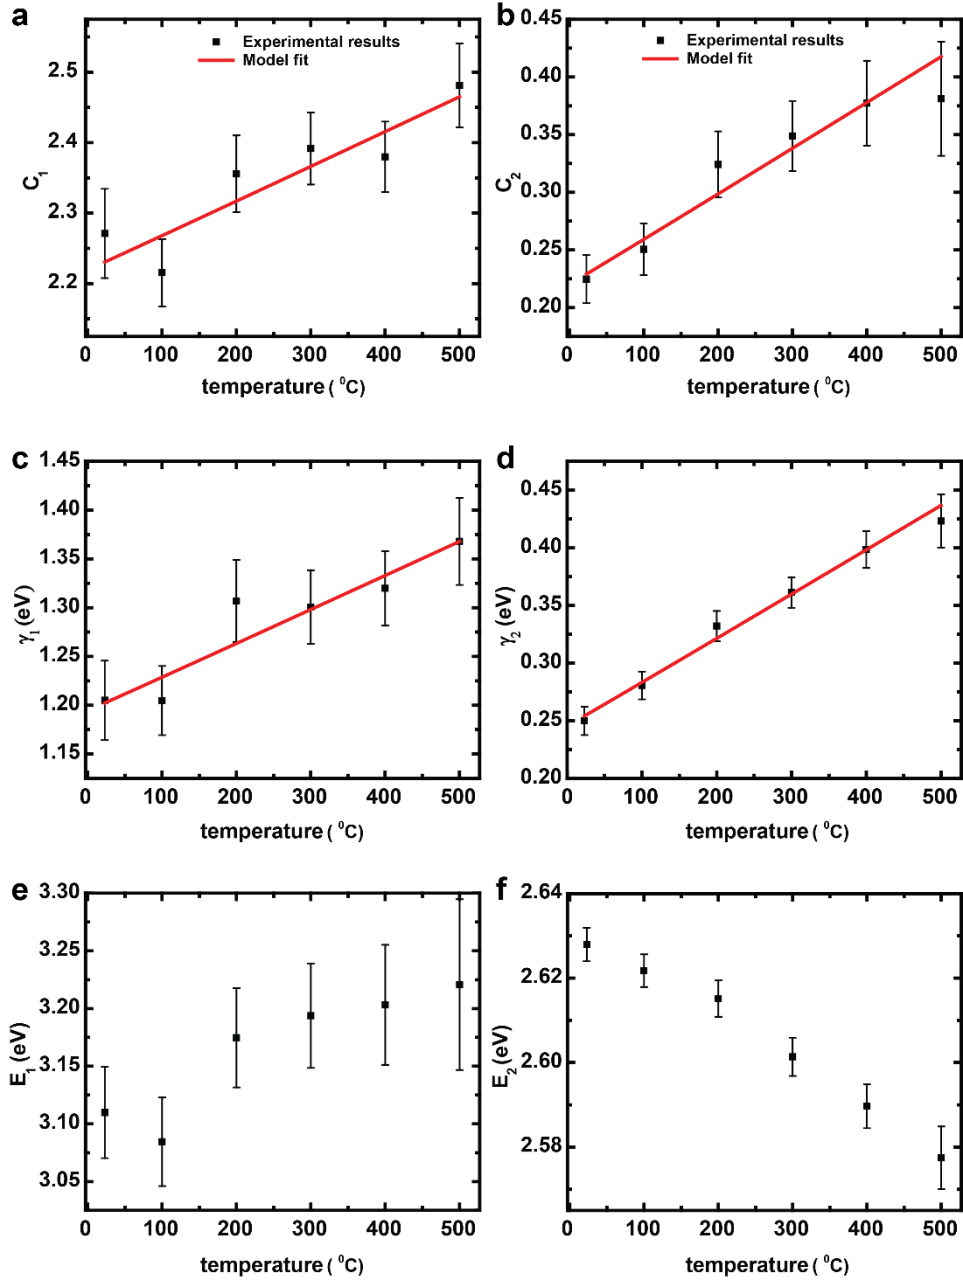 a
Experimental results
Model fit
2.5
2.4
2.3
2.2
C1
0 100 200 300 400 500
temperature ( 0C)
b
Experimental results
Model fit
0.45
0.40
0.35
0.30
0.25
0.20
C2
0 100 200 300 400 500
temperature ( 0C)
c
1.45
1.40
1.35
1.30
1.25
1.20
1.15
γ1 (eV)
0 100 200 300 400 500
temperature ( 0C)
d
0.45
0.40
0.35
0.30
0.25
0.20
γ2 (eV)
0 100 200 300 400 500
temperature ( 0C)
e
3.30
3.25
3.20
3.15
3.10
3.05
E1 (eV)
0 100 200 300 400 500
temperature ( 0C)
f
2.64
2.62
2.60
2.58
E2 (eV)
0 100 200 300 400 500
temperature ( 0C)